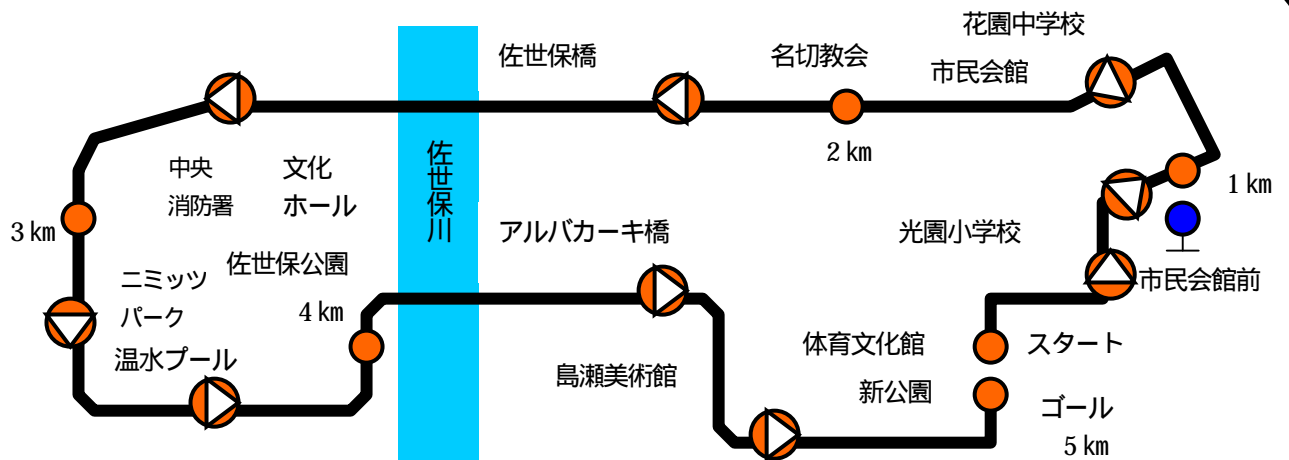 花園中学校
佐世保橋
名切教会
市民会館
2 km
中央
消防署
文化
ホール
佐世保川
1 km
3 km
アルバカーキ橋
光園小学校
佐世保公園
ニミッツ
パーク
市民会館前
4 km
温水プール
体育文化館
スタート
島瀬美術館
新公園
ゴール
5 km